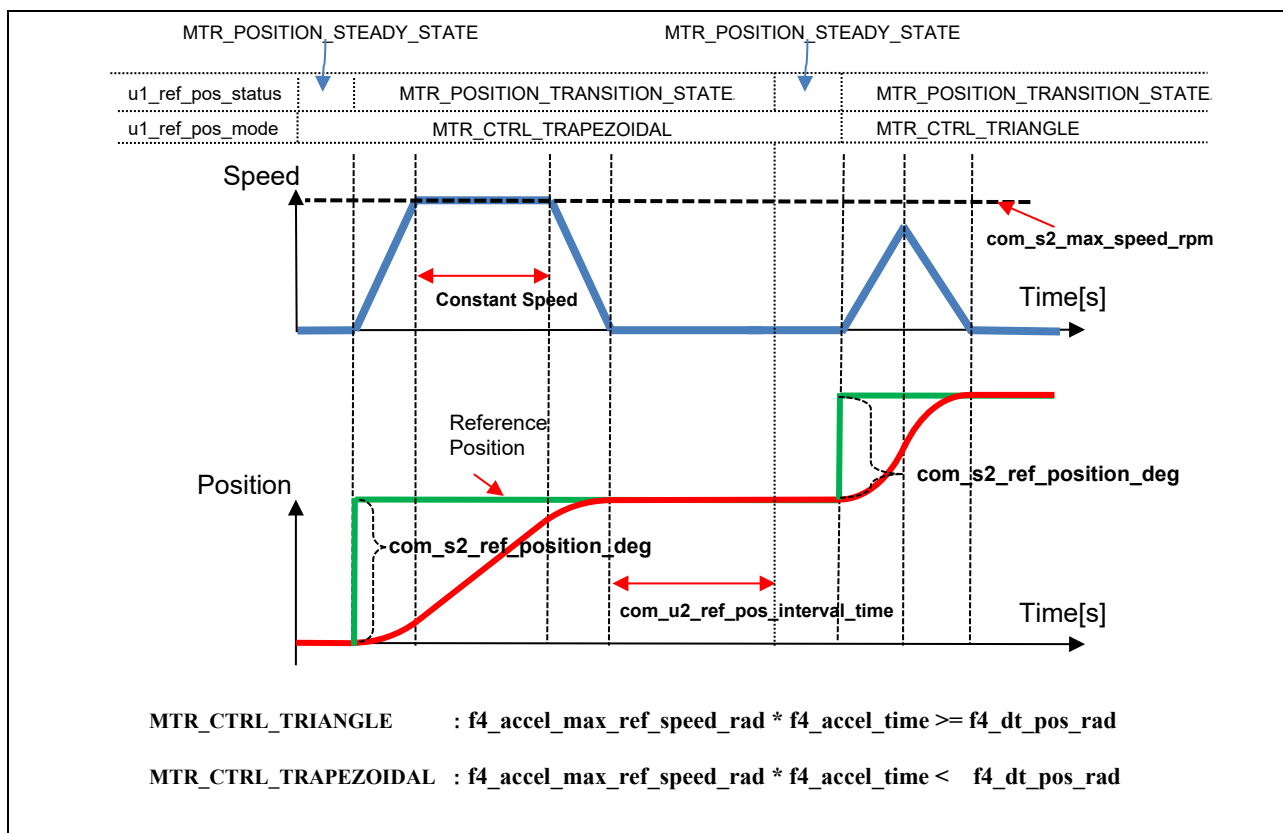 MTR_POSITION_STEADY_STATE MTR_POSITION_STEADY_STATE
u1_ref_pos_status MTR_POSITION_TRANSITION_STATE MTR_POSITION_TRANSITION_STATE
u1_ref_pos_mode MTR_CTRL_TRAPEZOIDAL MTR_CTRL_TRIANGLE
Speed
com_s2_max_speed_rpm
Constant Speed
Time[s]
Reference
Position
Position
com_s2_ref_position_deg
com_s2_ref_position_deg
com_u2_ref_pos_interval_time
Time[s]
MTR_CTRL_TRIANGLE : f4_accel_max_ref_speed_rad * f4_accel_time >= f4_dt_pos_rad
MTR_CTRL_TRAPEZOIDAL : f4_accel_max_ref_speed_rad * f4_accel_time < f4_dt_pos_rad